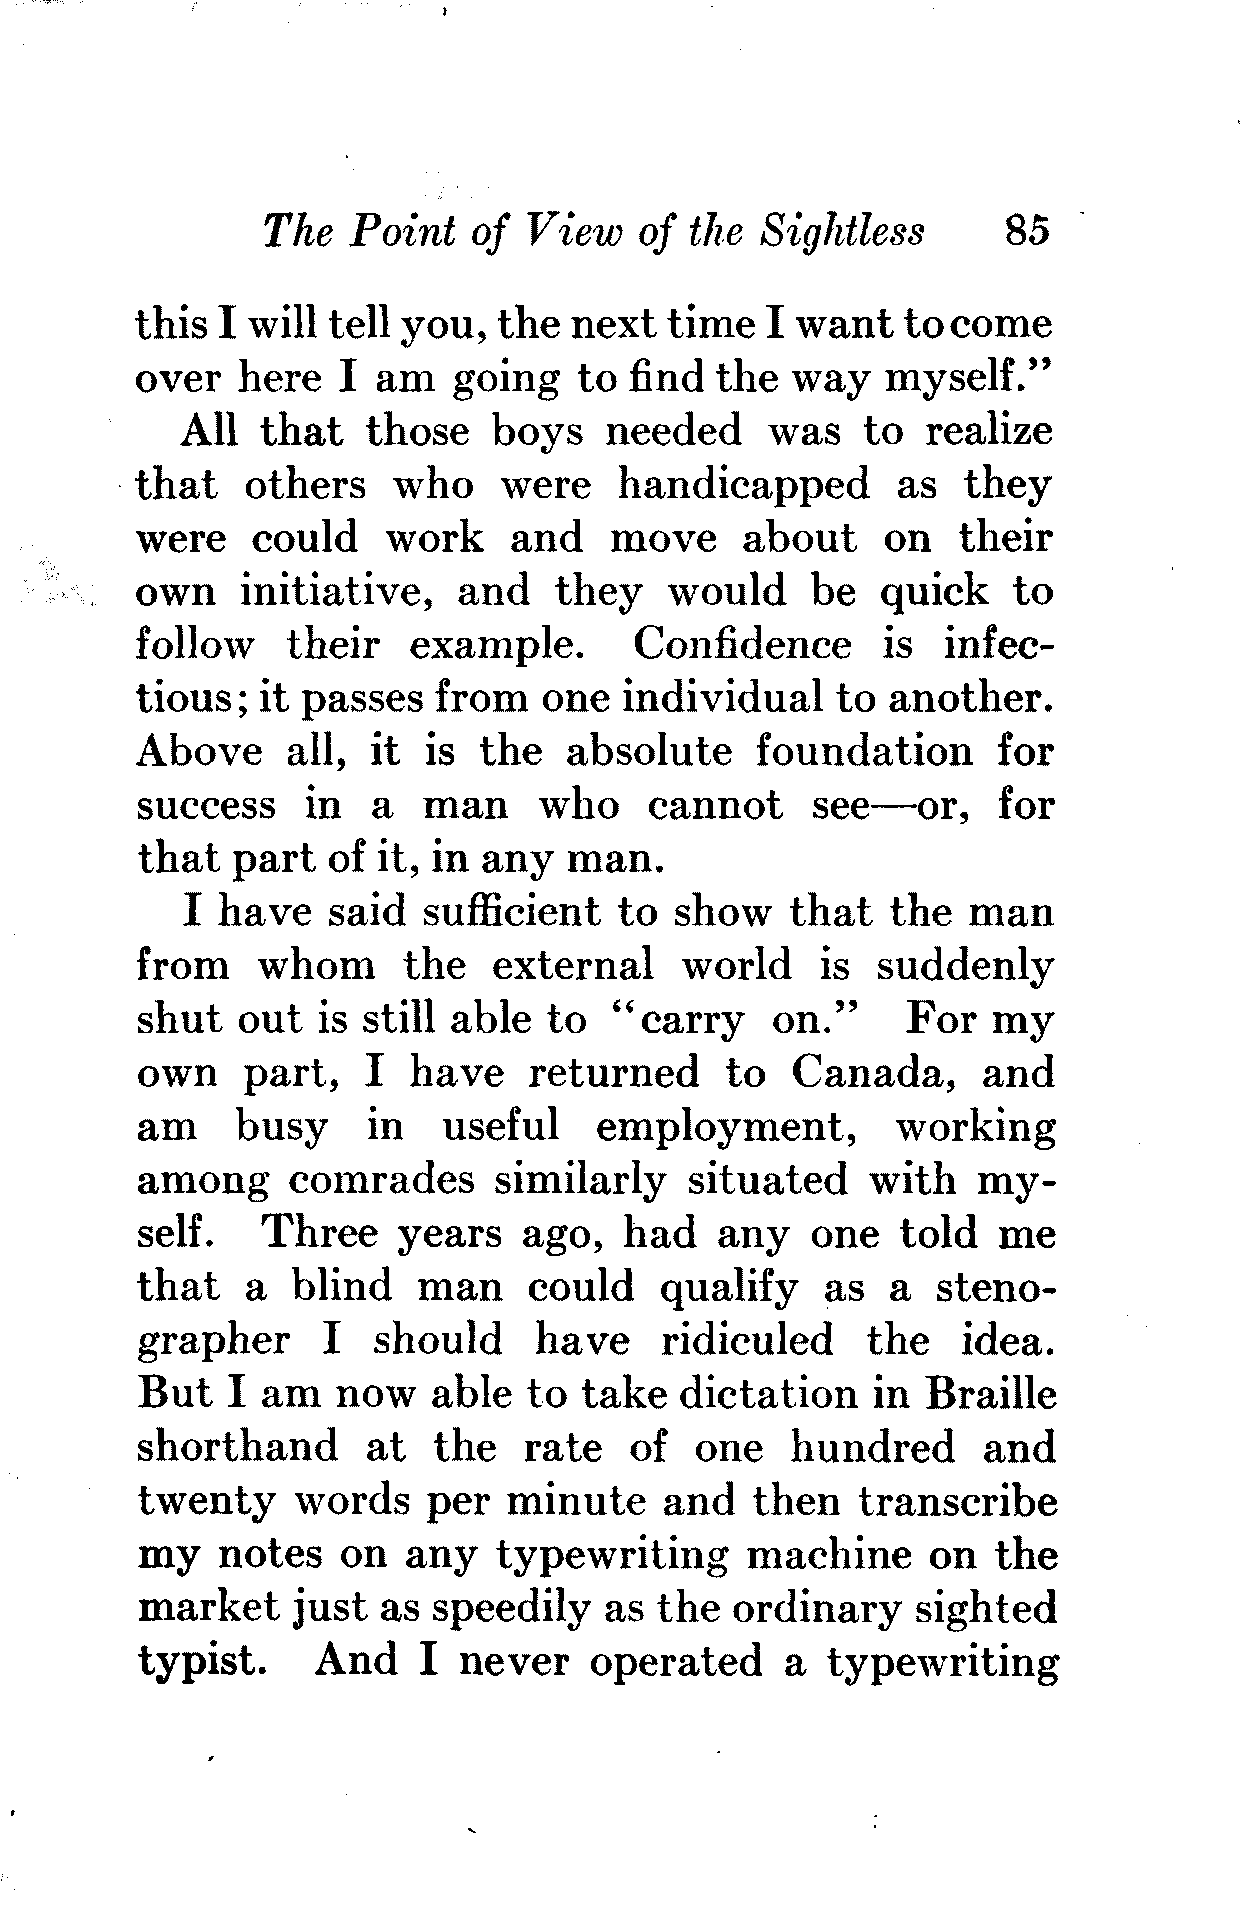 The Point of View of the Sightless 85
this I will tell you, the next time I want to come
over here I am going to find the way myself."
All that those boys needed was to realize
that others who were handicapped as they
were could work and move about on their
own initiative, and they would be quick to
follow their example. Confidence is infec-
tious; it passes from one individual to another.
Above all, it is the absolute foundation for
success in a man who cannot see—or, for
that part of it, in any man.
I have said sufficient to show that the man
from whom the external world is suddenly
shut out is still able to "carry on." For my
own part, I have returned to Canada, and
am busy in useful employment, working
among comrades similarly situated with my-
self. Three years ago, had any one told me
that a blind man could qualify as a steno-
grapher I should have ridiculed the idea.
But I am now able to take dictation in Braille
shorthand at the rate of one hundred and
twenty words per minute and then transcribe
my notes on any typewriting machine on the
market just as speedily as the ordinary sighted
typist. And I never operated a typewriting